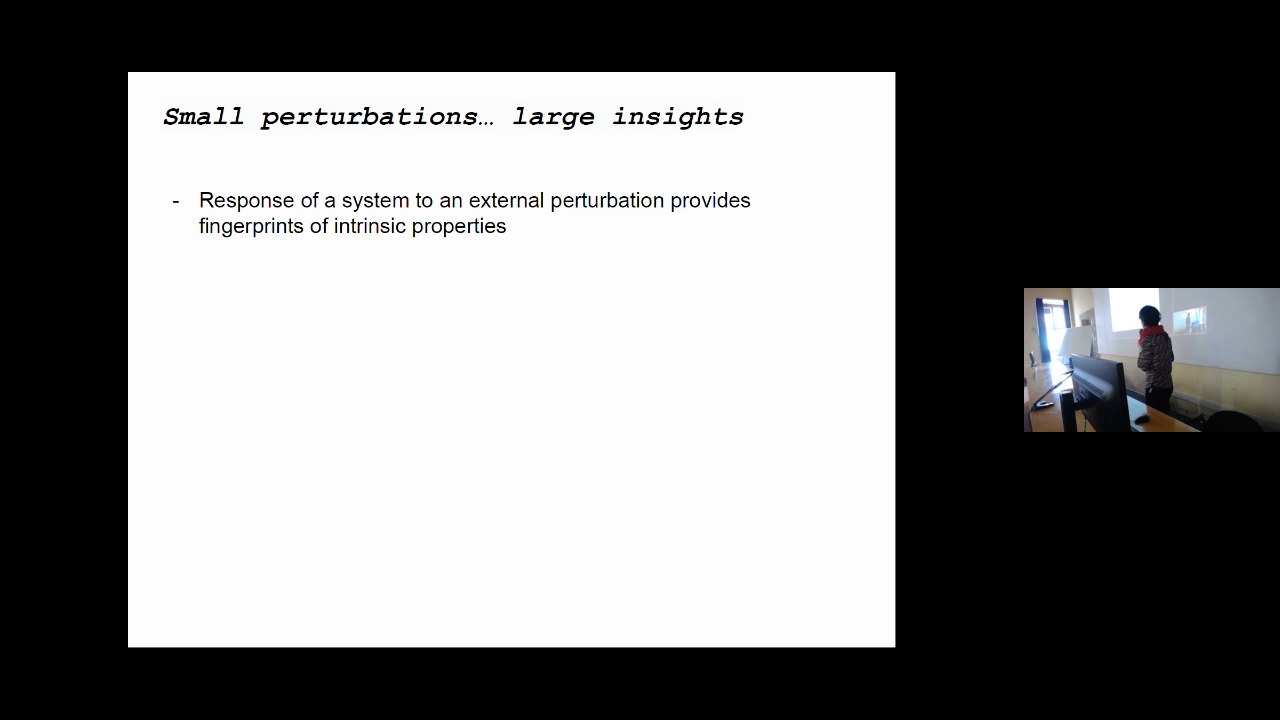 Small perturbations… large insights
- Response of a system to an external perturbation provides
fingerprints of intrinsic properties